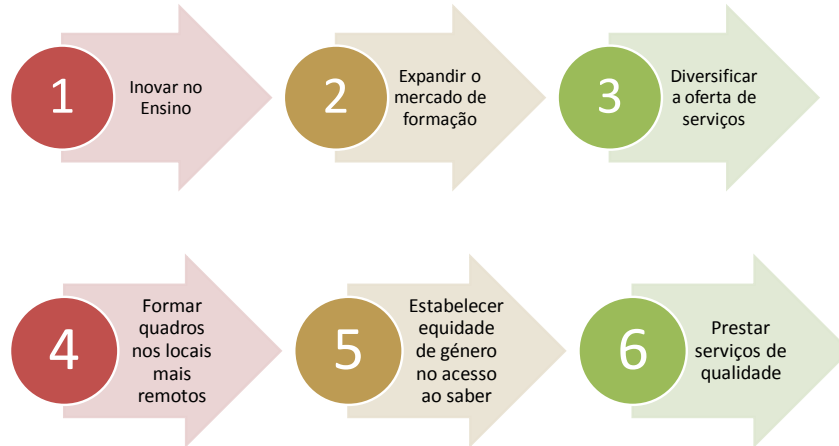 1
Inovar no
Ensino
2
Expandir o
mercado de
formação
3
Diversificar
a oferta de
serviços
4
Formar
quadros
nos locais
mais
remotos
5
Estabelecer
equidade
de género
no acesso
ao saber
6
Prestar
serviços de
qualidade